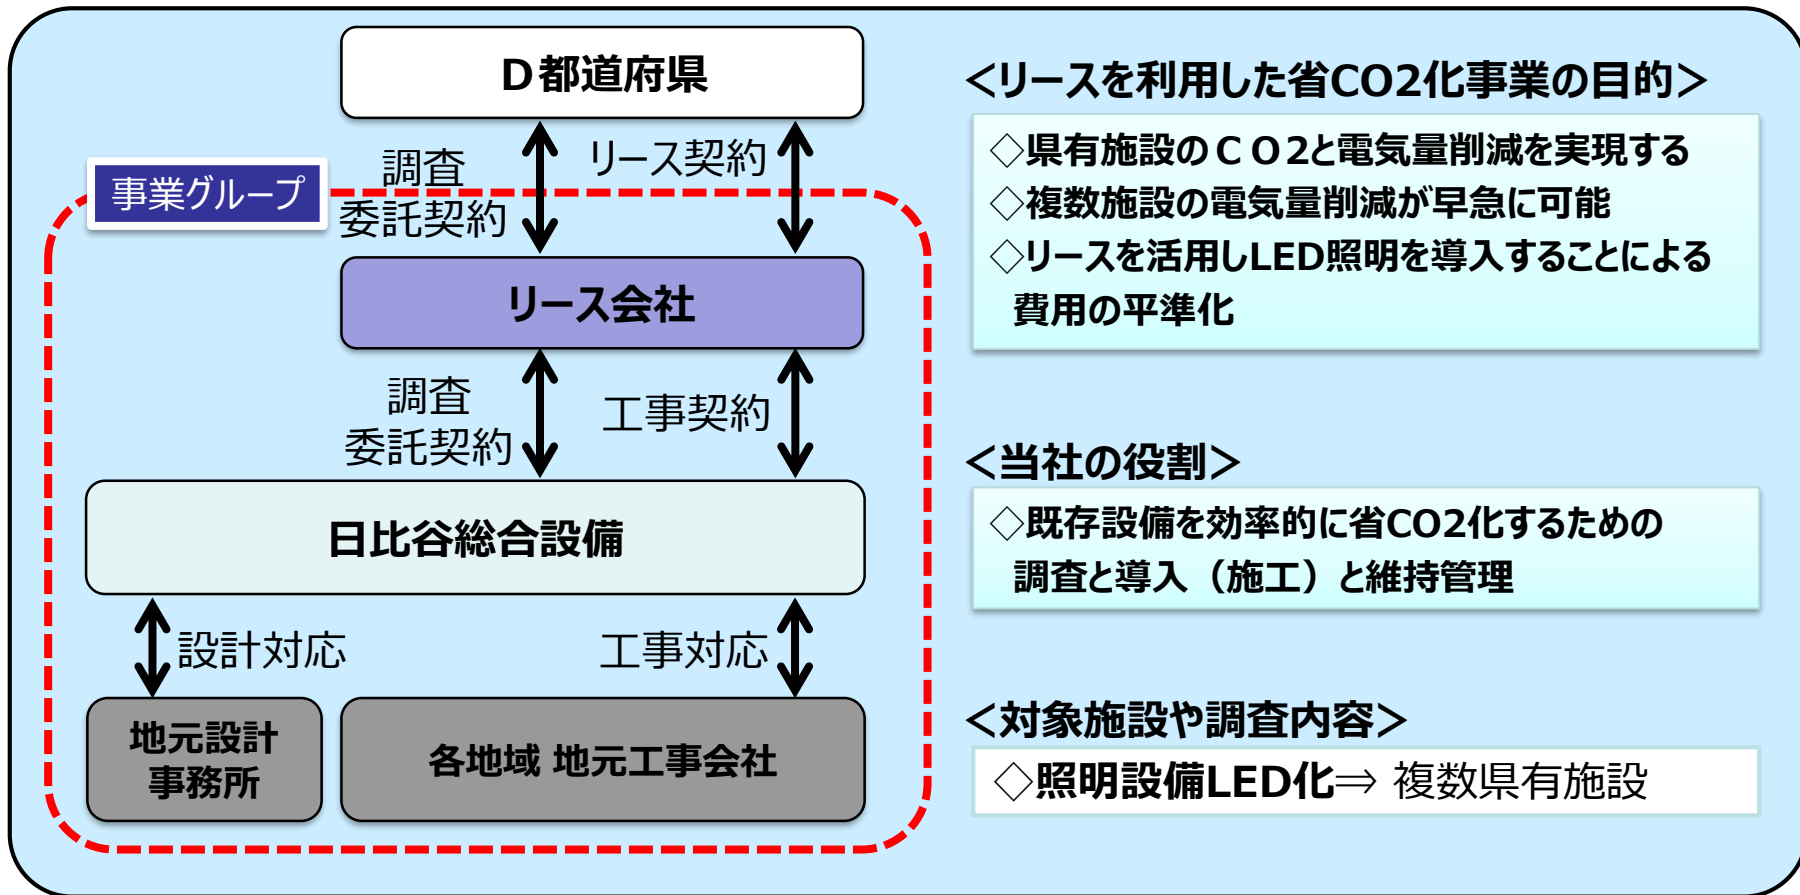 D都道府県
調査
委託契約
リース契約
事業グループ
リース会社
調査
委託契約
工事契約
日比谷総合設備
設計対応
工事対応
地元設計
事務所
各地域 地元工事会社
＜リースを利用した省CO2化事業の目的＞
◇県有施設のＣＯ2と電気量削減を実現する
◇複数施設の電気量削減が早急に可能
◇リースを活用しLED照明を導入することによる
費用の平準化
＜当社の役割＞
◇既存設備を効率的に省CO2化するための
調査と導入（施工）と維持管理
＜対象施設や調査内容＞
◇照明設備LED化⇒ 複数県有施設